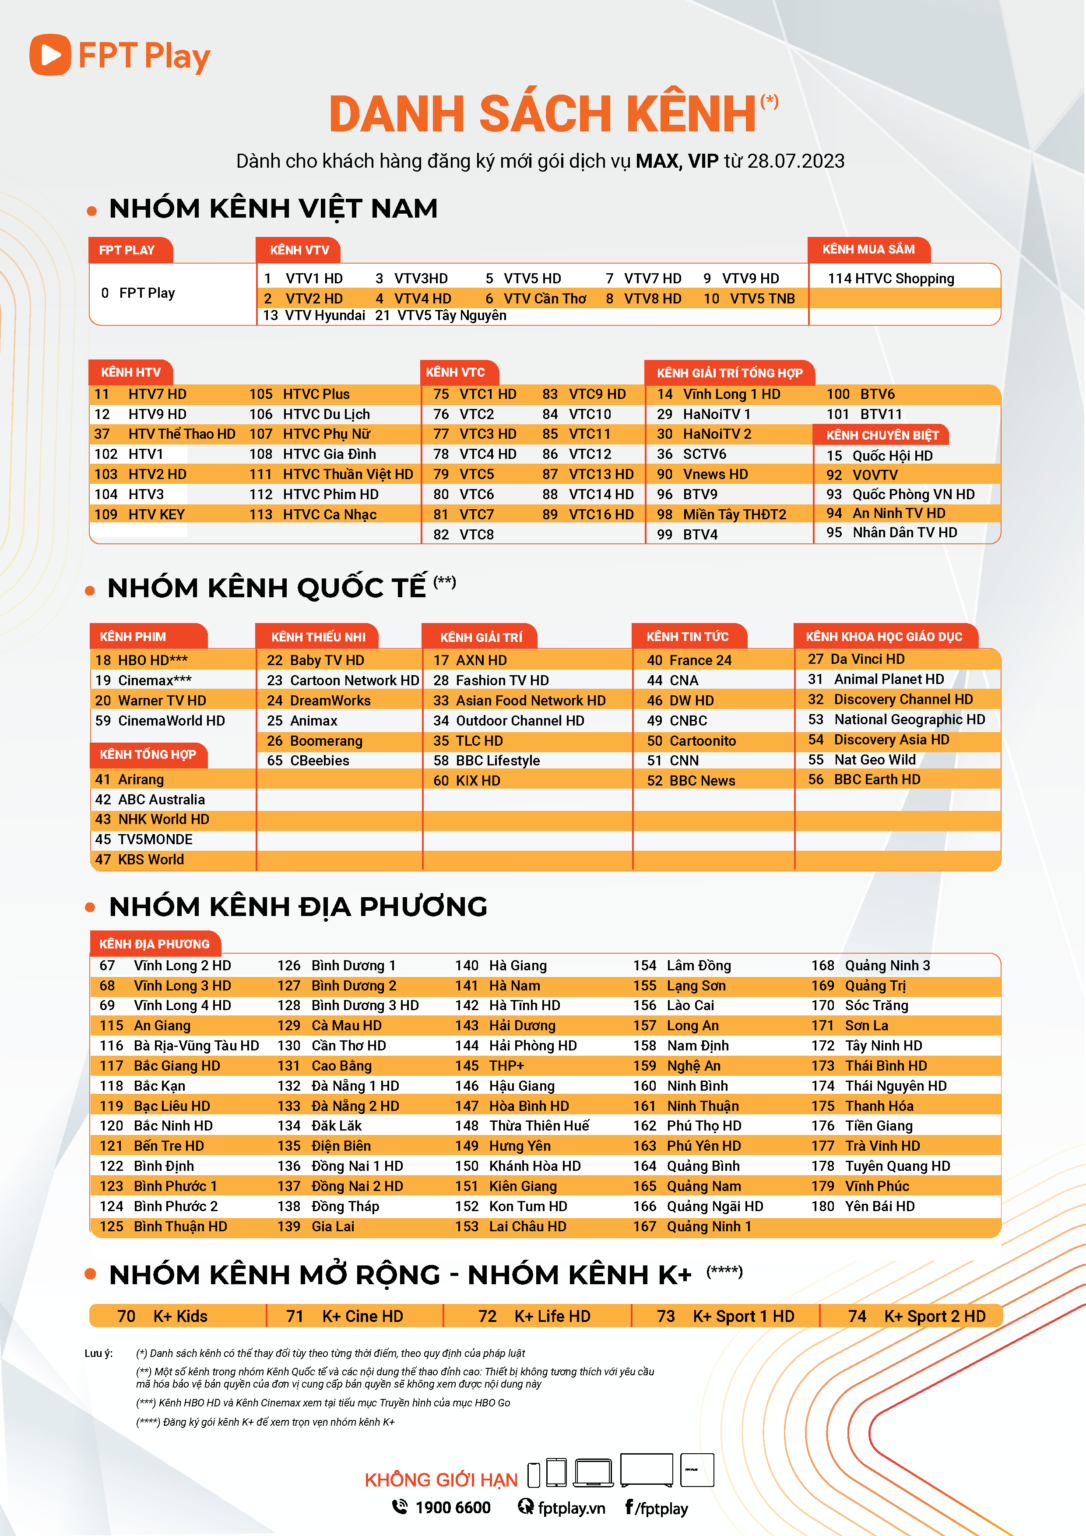 FPT Play
DANH SÁCH KÊNH(*)
Dành cho khách hàng đăng ký mới gói dịch vụ MAX, VIP từ 28.07.2023
• NHÓM KÊNH VIỆT NAM
FPT PLAY
0 FPT Play
KÊNH VTV
1 VTV1 HD 3 VTV3HD 5 VTV5 HD 7 VTV7 HD 9 VTV9 HD
2 VTV2 HD 4 VTV4 HD 6 VTV Cần Thơ 8 VTV8 HD 10 VTV5 TNB
13 VTV Hyundai 21 VTV5 Tây Nguyên
KÊNH MUA SẮM
114 HTVC Shopping
KÊNH HTV
11 HTV7 HD 105 HTVC Plus
12 HTV9 HD 106 HTVC Du Lịch
37 HTV Thể Thao HD 107 HTVC Phụ Nữ
102 HTV1 108 HTVC Gia Đình
103 HTV2 HD 111 HTVC Thuần Việt HD
104 HTV3 112 HTVC Phim HD
109 HTV KEY 113 HTVC Ca Nhạc
KÊNH VTC
75 VTC1 HD 83 VTC9 HD
76 VTC2 84 VTC10
77 VTC3 HD 85 VTC11
78 VTC4 HD 86 VTC12
79 VTC5 87 VTC13 HD
80 VTC6 88 VTC14 HD
81 VTC7 89 VTC16 HD
82 VTC8
KÊNH GIẢI TRÍ TỔNG HỢP
14 Vĩnh Long 1 HD 100 BTV6
29 HaNoiTV 1 101 BTV11
30 HaNoiTV 2
36 SCTV6
90 Vnews HD
96 BTV9
98 Miền Tây THĐT2
99 BTV4
KÊNH CHUYÊN BIỆT
15 Quốc Hội HD
92 VOVTV
93 Quốc Phòng VN HD
94 An Ninh TV HD
95 Nhân Dân TV HD
• NHÓM KÊNH QUỐC TẾ (**)
KÊNH PHIM
18 HBO HD***
19 Cinemax***
20 Warner TV HD
59 CinemaWorld HD
KÊNH TỔNG HỢP
41 Arirang
42 ABC Australia
43 NHK World HD
45 TV5MONDE
47 KBS World
KÊNH THIẾU NHI
22 Baby TV HD
23 Cartoon Network HD
24 DreamWorks
25 Animax
26 Boomerang
65 CBeebies
KÊNH GIẢI TRÍ
17 AXN HD
28 Fashion TV HD
33 Asian Food Network HD
34 Outdoor Channel HD
35 TLC HD
58 BBC Lifestyle
60 KIX HD
KÊNH TIN TỨC
40 France 24
44 CNA
46 DW HD
49 CNBC
50 Cartoonito
51 CNN
52 BBC News
KÊNH KHOA HỌC GIÁO DỤC
27 Da Vinci HD
31 Animal Planet HD
32 Discovery Channel HD
53 National Geographic HD
54 Discovery Asia HD
55 Nat Geo Wild
56 BBC Earth HD
• NHÓM KÊNH ĐỊA PHƯƠNG
KÊNH ĐỊA PHƯƠNG
67 Vĩnh Long 2 HD 126 Bình Dương 1 140 Hà Giang 154 Lâm Đồng 168 Quảng Ninh 3
68 Vĩnh Long 3 HD 127 Bình Dương 2 141 Hà Nam 155 Lạng Sơn 169 Quảng Trị
69 Vĩnh Long 4 HD 128 Bình Dương 3 HD 142 Hà Tĩnh HD 156 Lào Cai 170 Sóc Trăng
115 An Giang 129 Cà Mau HD 143 Hải Dương 157 Long An 171 Sơn La
116 Bà Rịa-Vũng Tàu HD 130 Cần Thơ HD 144 Hải Phòng HD 158 Nam Định 172 Tây Ninh HD
117 Bắc Giang HD 131 Cao Bằng 145 THP+ 159 Nghệ An 173 Thái Bình HD
118 Bắc Kạn 132 Đà Nẵng 1 HD 146 Hậu Giang 160 Ninh Bình 174 Thái Nguyên HD
119 Bạc Liêu HD 133 Đà Nẵng 2 HD 147 Hòa Bình HD 161 Ninh Thuận 175 Thanh Hóa
120 Bắc Ninh HD 134 Đăk Lăk 148 Thừa Thiên Huế 162 Phú Thọ HD 176 Tiền Giang
121 Bến Tre HD 135 Điện Biên 149 Hưng Yên 163 Phú Yên HD 177 Trà Vinh HD
122 Bình Định 136 Đồng Nai 1 HD 150 Khánh Hòa HD 164 Quảng Bình 178 Tuyên Quang HD
123 Bình Phước 1 137 Đồng Nai 2 HD 151 Kiên Giang 165 Quảng Nam 179 Vĩnh Phúc
124 Bình Phước 2 138 Đồng Tháp 152 Kon Tum HD 166 Quảng Ngãi HD 180 Yên Bái HD
125 Bình Thuận HD 139 Gia Lai 153 Lai Châu HD 167 Quảng Ninh 1
• NHÓM KÊNH MỞ RỘNG - NHÓM KÊNH K+ (****)
70 K+ Kids 71 K+ Cine HD 72 K+ Life HD 73 K+ Sport 1 HD 74 K+ Sport 2 HD
Lưu ý: (*) Danh sách kênh có thể thay đổi tùy theo từng thời điểm, theo quy định của pháp luật
(**) Một số kênh trong nhóm Kênh Quốc tế và các nội dung thể thao đỉnh cao: Thiết bị không tương thích với yêu cầu
mã hóa bảo vệ bản quyền của đơn vị cung cấp bản quyền sẽ không xem được nội dung này
(***) Kênh HBO HD và Kênh Cinemax xem tại tiểu mục Truyền hình của mục HBO Go
(****) Đăng ký gói kênh K+ để xem trọn vẹn nhóm kênh K+
KHÔNG GIỚI HẠN
1900 6600 fptplay.vn f/fptplay